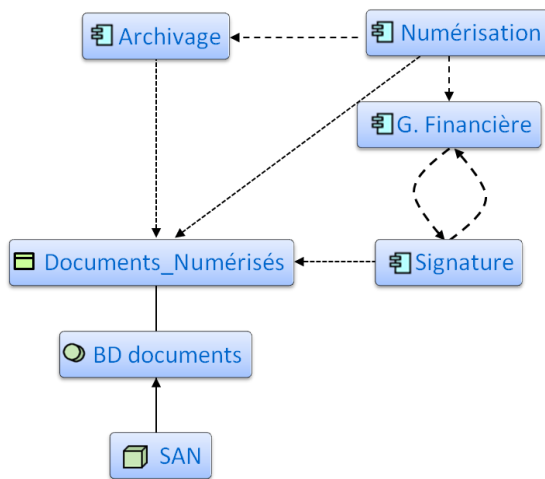 Archivage
Numérisation
G. Financière
Documents_Numérisés
Signature
BD documents
SAN